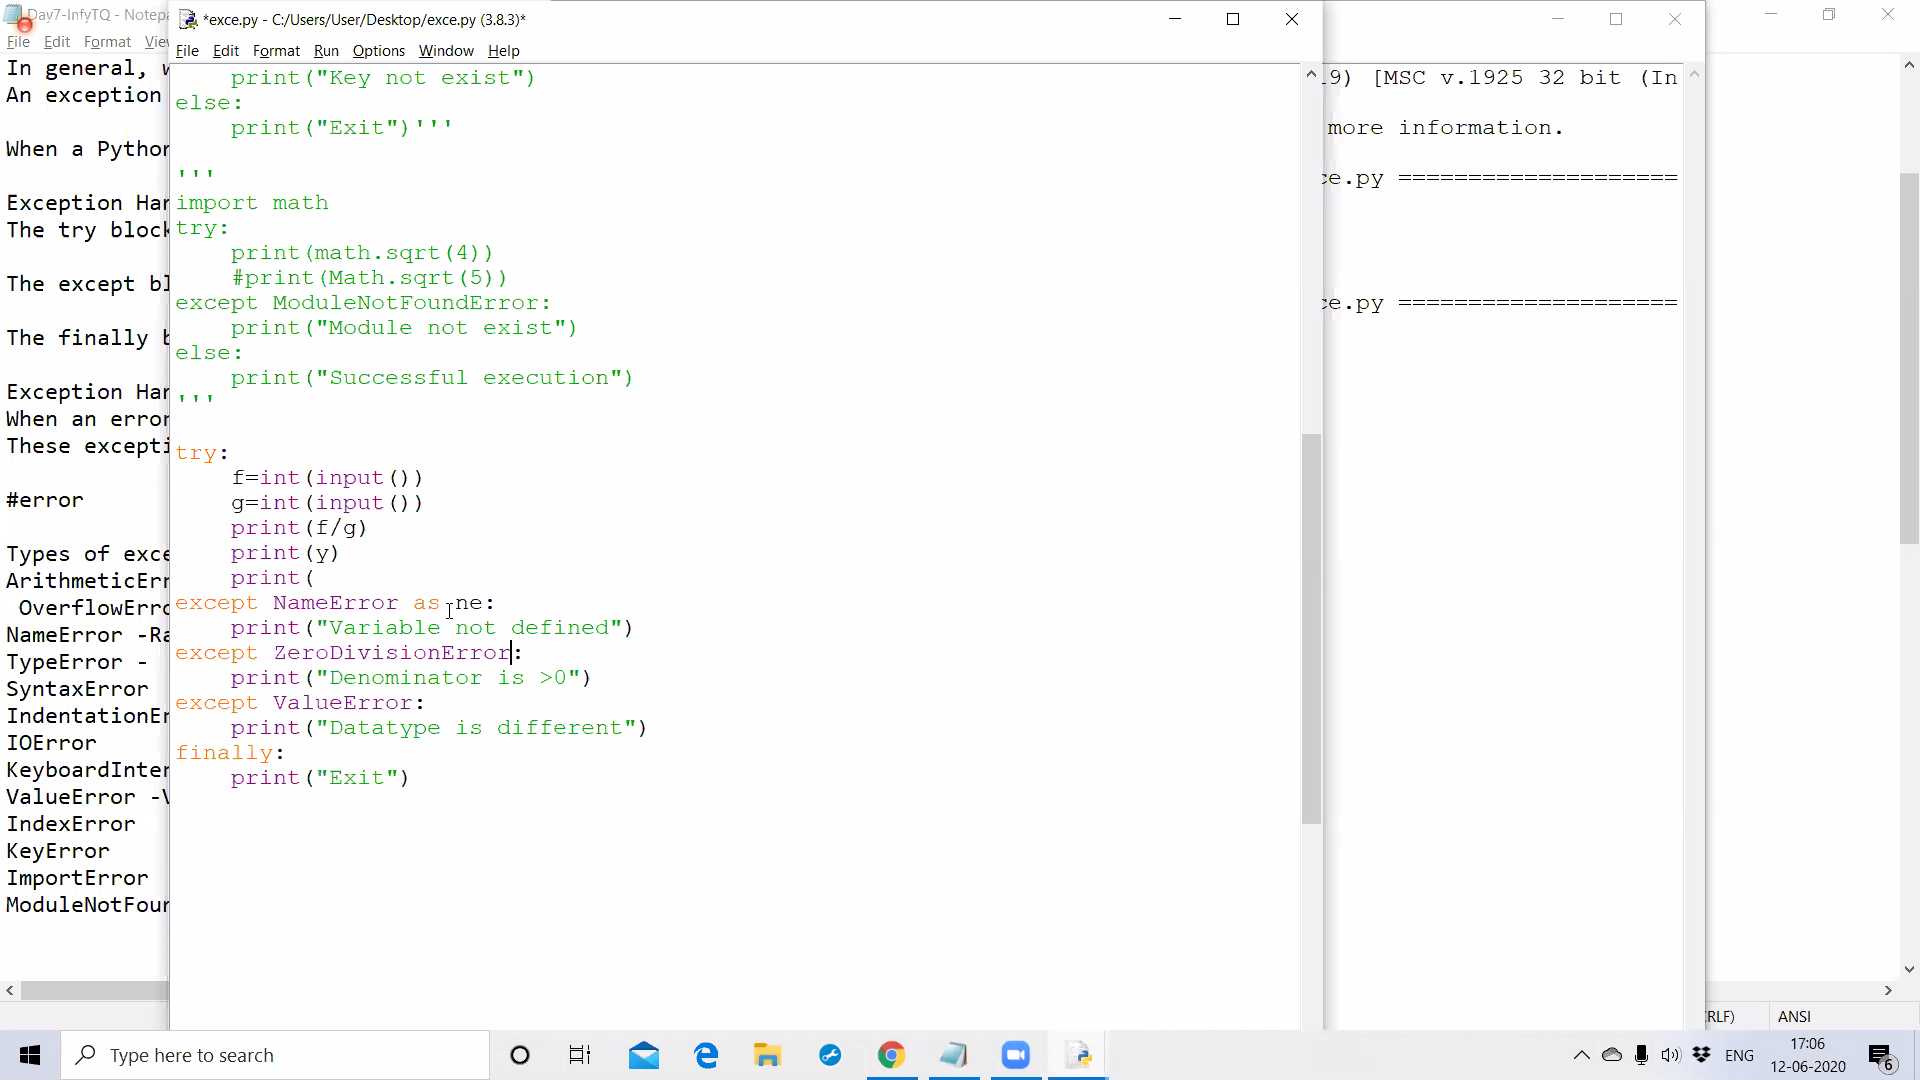 Day7-InfyTQ - Notepa
File Edit Format Vie
In general, w
An exception
When a Python
Exception Han
The try block
The except bl
The finally b
Exception Han
When an error
These excepti
#error
Types of exce
ArithmeticErr
OverflowErro
NameError -Ra
TypeError -
SyntaxError
IndentationEr
IOError
KeyboardInter
ValueError -V
IndexError
KeyError
ImportError
ModuleNotFoun
*exce.py - C:/Users/User/Desktop/exce.py (3.8.3)*
File Edit Format Run Options Window Help
print("Key not exist")
else:
print("Exit")'''
'''
import math
try:
print(math.sqrt(4))
#print(Math.sqrt(5))
except ModuleNotFoundError:
print("Module not exist")
else:
print("Successful execution")
'''
try:
f=int(input())
g=int(input())
print(f/g)
print(y)
print(
except NameError as ne:
print("Variable not defined")
except ZeroDivisionError:
print("Denominator is >0")
except ValueError:
print("Datatype is different")
finally:
print("Exit")
19) [MSC v.1925 32 bit (In
more information.
ce.py ====================
ce.py ====================
RLF) ANSI
Type here to search
ENG
17:06
12-06-2020
6